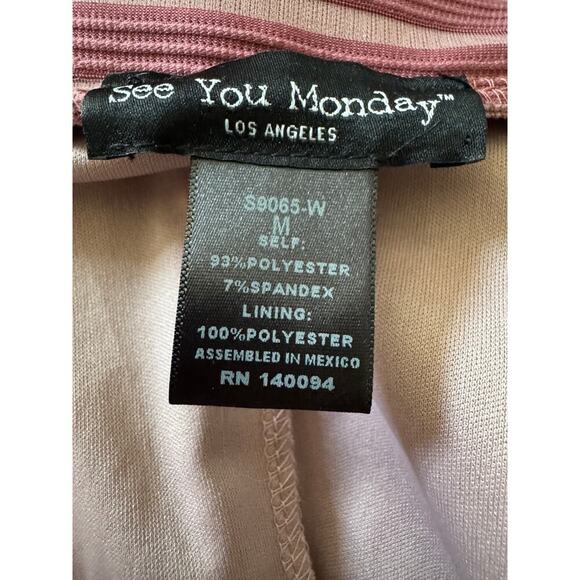 See You Monday™
LOS ANGELES
S9065-W
M
SELF:
93%POLYESTER
7%SPANDEX
LINING:
100%POLYESTER
ASSEMBLED IN MEXICO
RN 140094